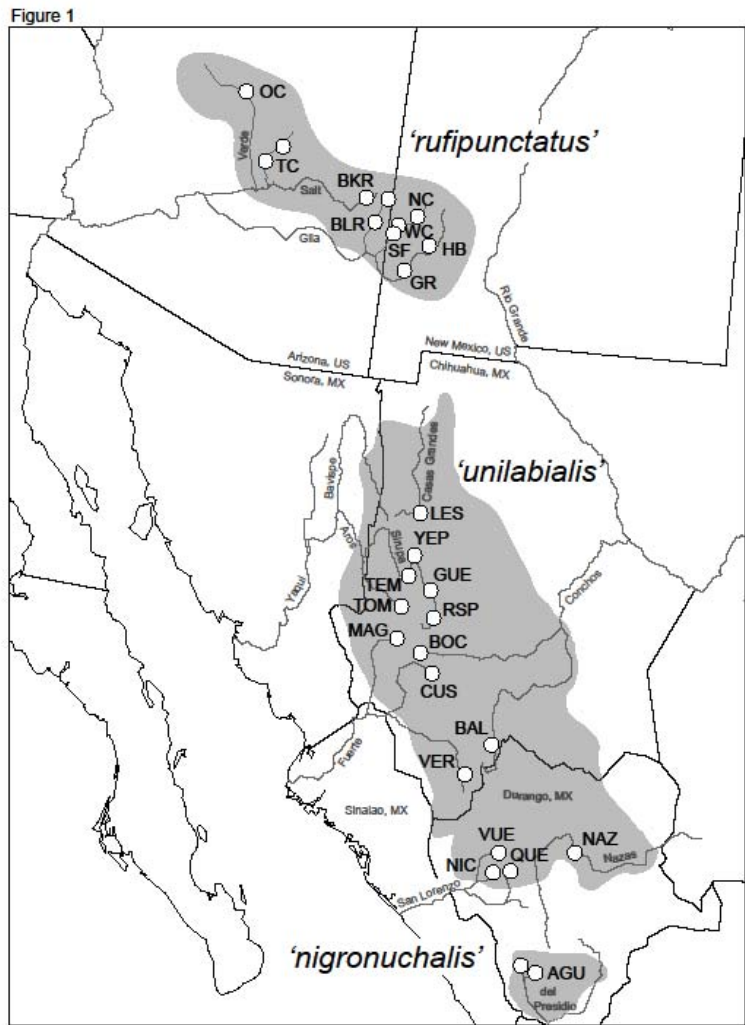 Figure 1
OC
Verde
'rufipunctatus'
TC
BKR
NC
Salt
BLR
WC
Gila
SF
HB
GR
Rio Grande
New Mexico, US
Arizona, US
Chihuahua, MX
Sonora, MX
Casas Grandes
'unilabialis'
Bavispe
LES
Aros
Sirupa
YEP
TEM
GUE
Conchos
Yaqui
TOM
RSP
MAG
BOC
CUS
BAL
Fuerte
VER
Sinalao, MX
Durango, MX
VUE
NAZ
NIC
QUE
Nazas
San Lorenzo
'nigronuchalis'
AGU
del
Presidio